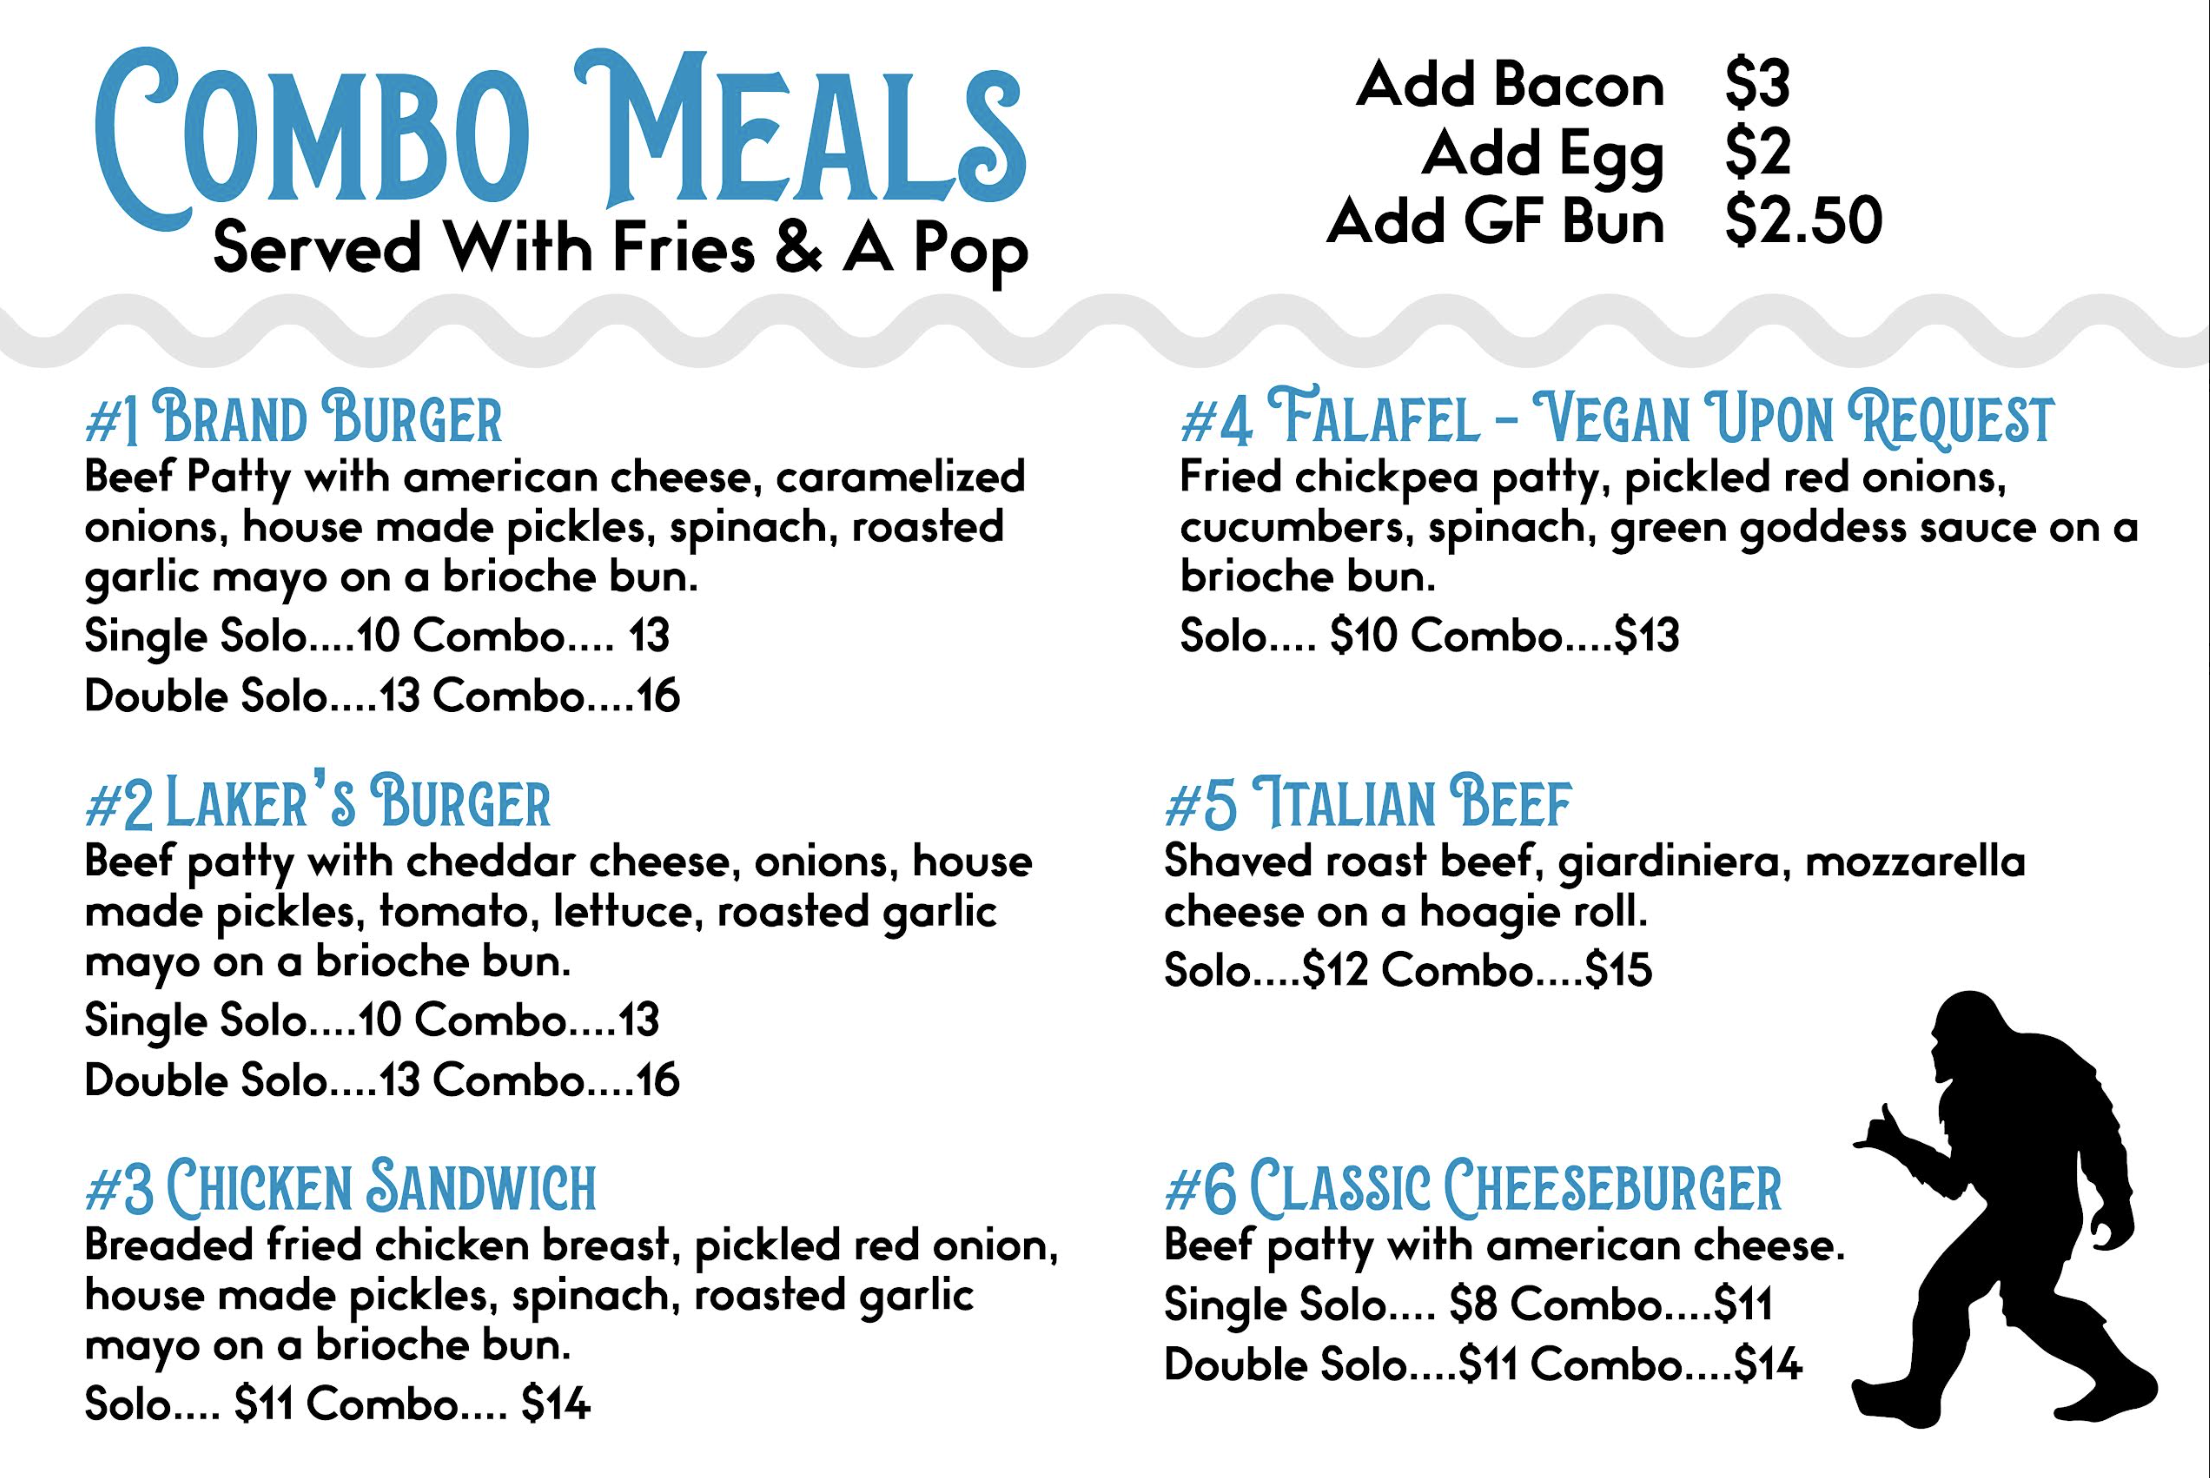 Combo Meals
Served With Fries & A Pop
Add Bacon $3
Add Egg $2
Add GF Bun $2.50
#1 Brand Burger
Beef Patty with american cheese, caramelized
onions, house made pickles, spinach, roasted
garlic mayo on a brioche bun.
Single Solo....10 Combo.... 13
Double Solo....13 Combo....16
#2 Laker's Burger
Beef patty with cheddar cheese, onions, house
made pickles, tomato, lettuce, roasted garlic
mayo on a brioche bun.
Single Solo....10 Combo....13
Double Solo....13 Combo....16
#3 Chicken Sandwich
Breaded fried chicken breast, pickled red onion,
house made pickles, spinach, roasted garlic
mayo on a brioche bun.
Solo.... $11 Combo.... $14
#4 Falafel - Vegan Upon Request
Fried chickpea patty, pickled red onions,
cucumbers, spinach, green goddess sauce on a
brioche bun.
Solo.... $10 Combo....$13
#5 Italian Beef
Shaved roast beef, giardiniera, mozzarella
cheese on a hoagie roll.
Solo....$12 Combo....$15
#6 Classic Cheeseburger
Beef patty with american cheese.
Single Solo.... $8 Combo....$11
Double Solo....$11 Combo....$14